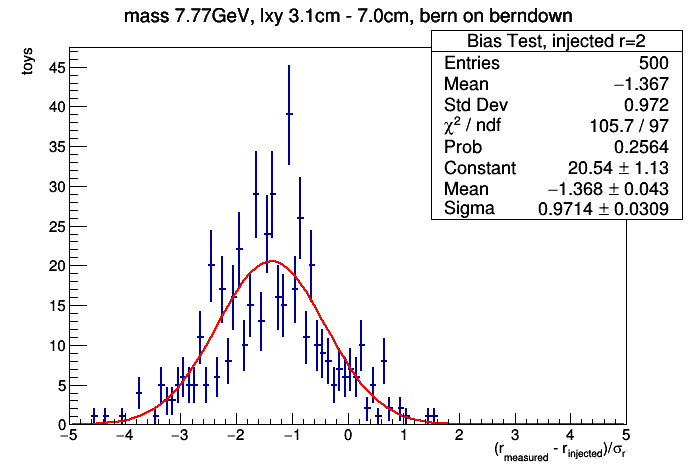 mass 7.77GeV, lxy 3.1cm - 7.0cm, bern on berndown
Bias Test, injected r=2
Entries 500
Mean −1.367
Std Dev 0.972
χ² / ndf 105.7 / 97
Prob 0.2564
Constant 20.54 ± 1.13
Mean −1.368 ± 0.043
Sigma 0.9714 ± 0.0309
toys
45
40
35
30
25
20
15
10
5
0
−5 −4 −3 −2 −1 0 1 2 3 4 5
(r_measured - r_injected)/σ_r